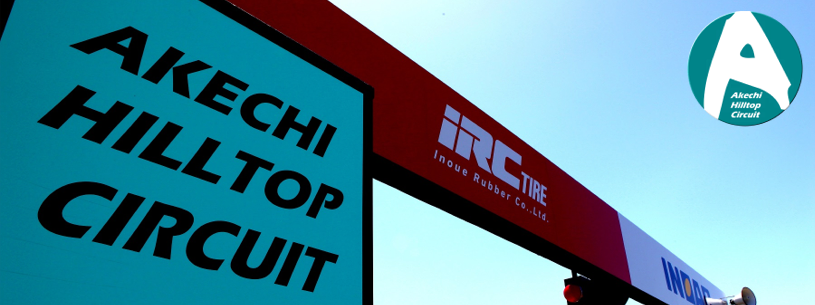 AKECHI
HILLTOP
CIRCUIT
iRC TIRE
Inoue Rubber Co.,Ltd.
A
Akechi
Hilltop
Circuit